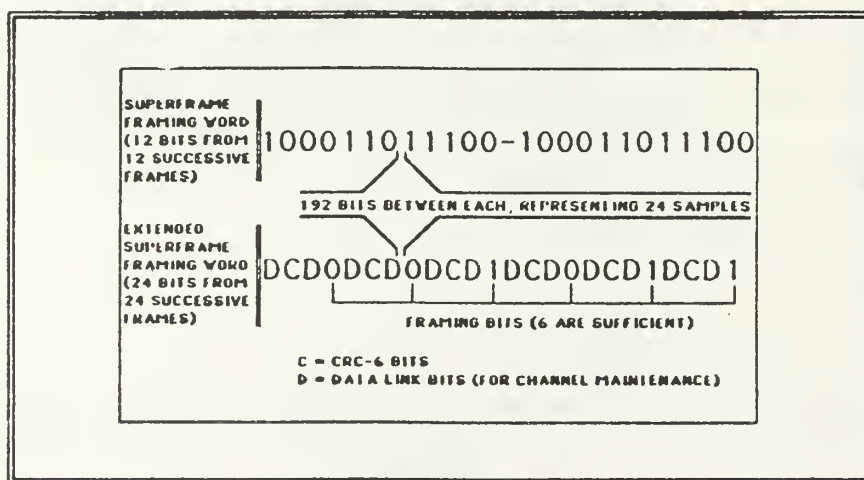 SUPERFRAME
FRAMING WORD
(12 BITS FROM
12 SUCCESSIVE
FRAMES)
100011011100-100011011100
192 BITS BETWEEN EACH, REPRESENTING 24 SAMPLES
EXTENDED
SUPERFRAME
FRAMING WORD
(24 BITS FROM
24 SUCCESSIVE
FRAMES)
DCD0DCD0DCD1DCD0DCD1DCD1
FRAMING BITS (6 ARE SUFFICIENT)
C = CRC-6 BITS
D = DATA LINK BITS (FOR CHANNEL MAINTENANCE)